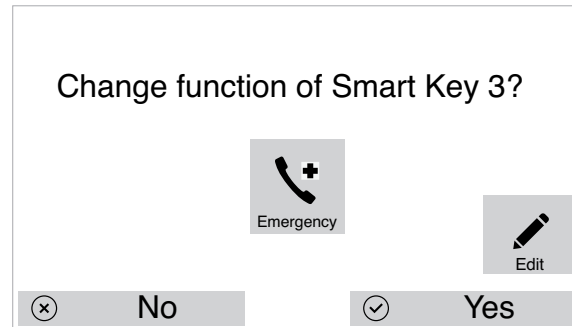 Change function of Smart Key 3?
Emergency
Edit
No
Yes